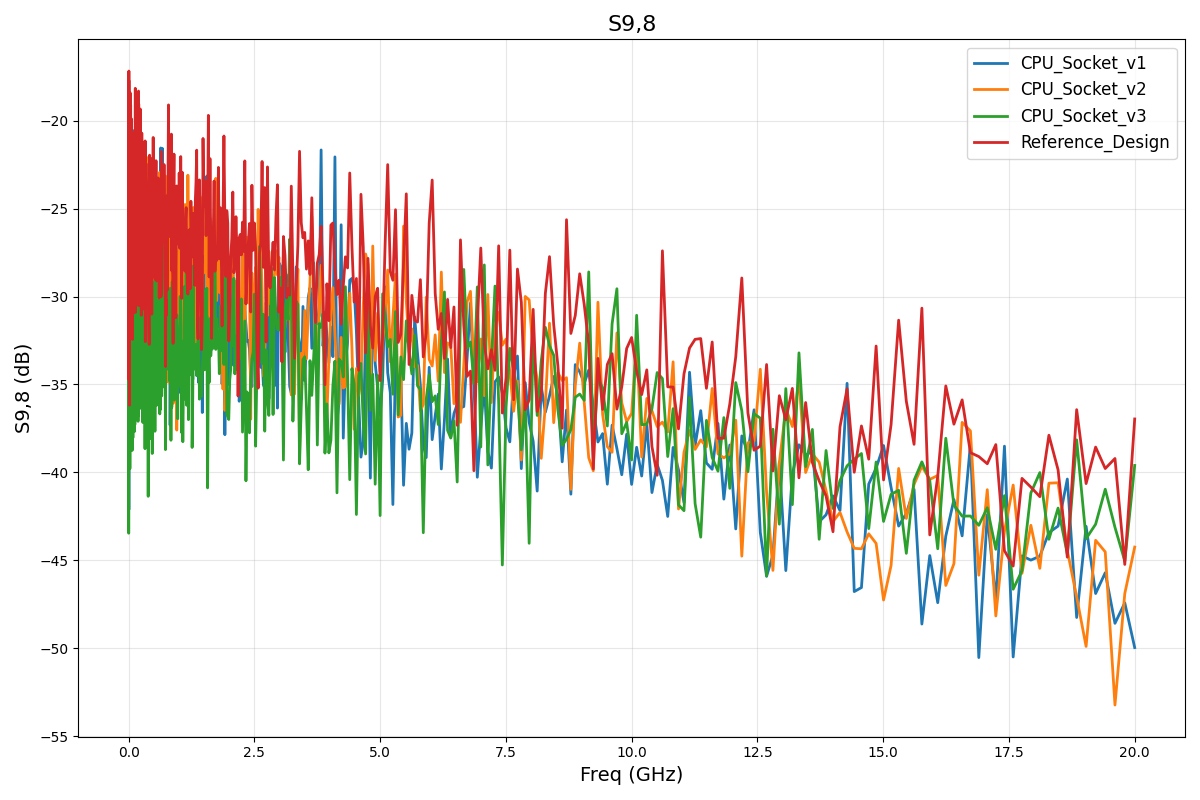 S9,8
CPU_Socket_v1
CPU_Socket_v2
CPU_Socket_v3
Reference_Design
S9,8 (dB)
−20
−25
−30
−35
−40
−45
−50
−55
0.0 2.5 5.0 7.5 10.0 12.5 15.0 17.5 20.0
Freq (GHz)